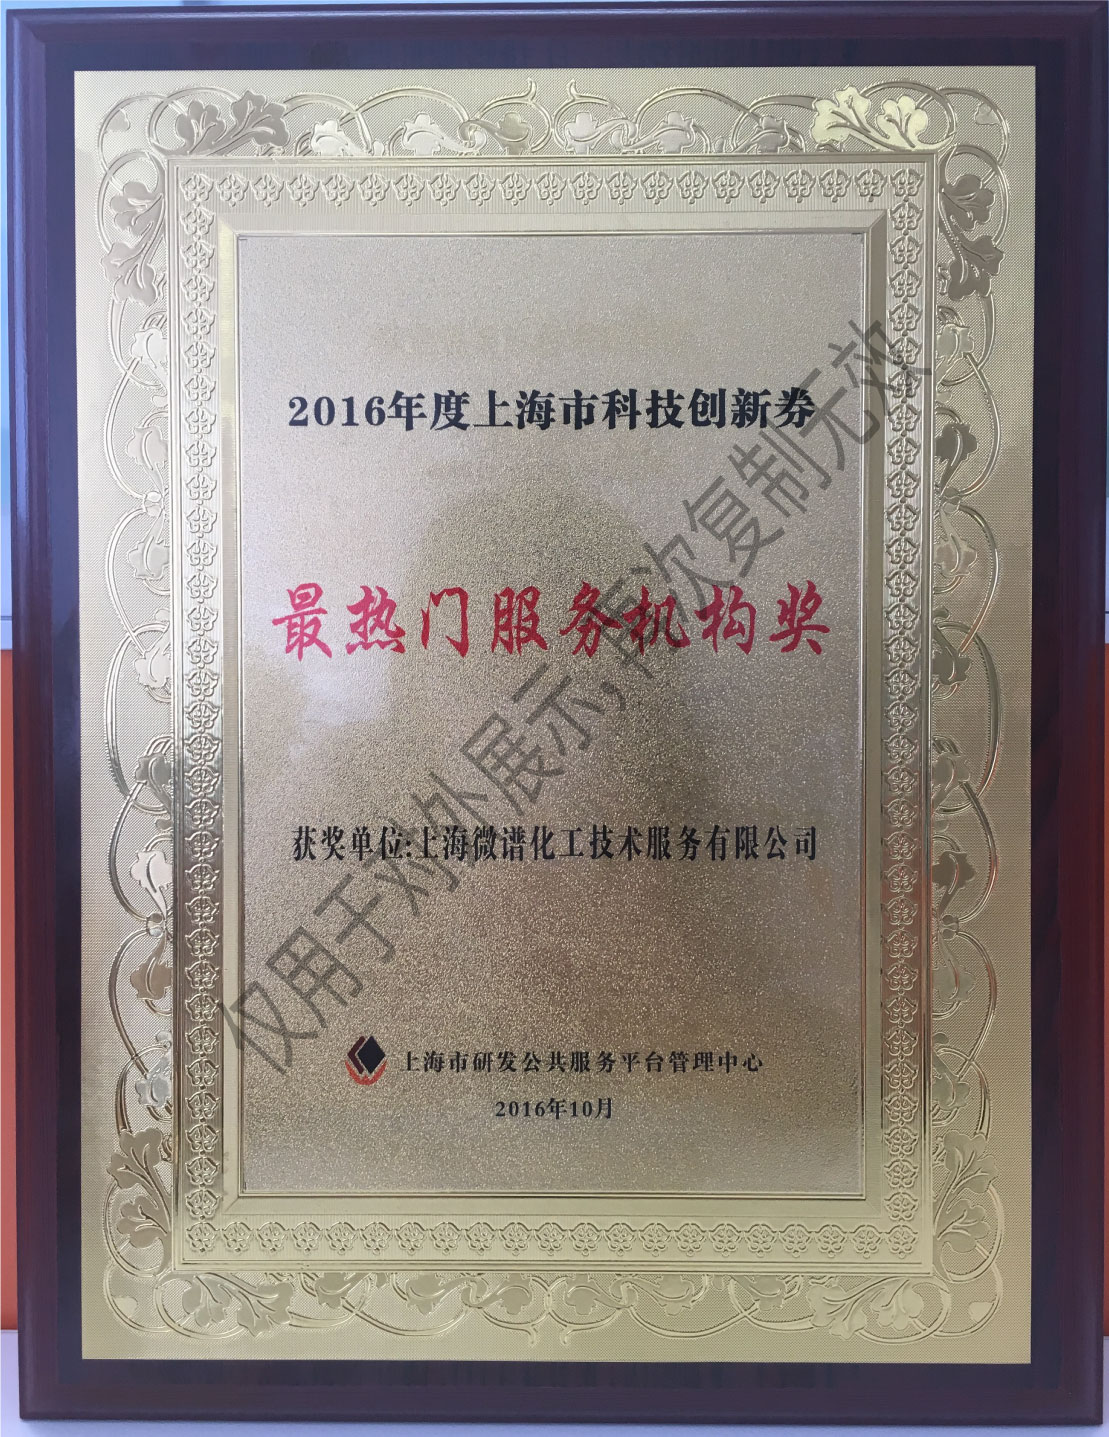 2016年度上海市科技创新券
最热门服务机构奖
获奖单位:上海微谱化工技术服务有限公司
上海市研发公共服务平台管理中心
2016年10月
仅用于对外展示,再次复制无效